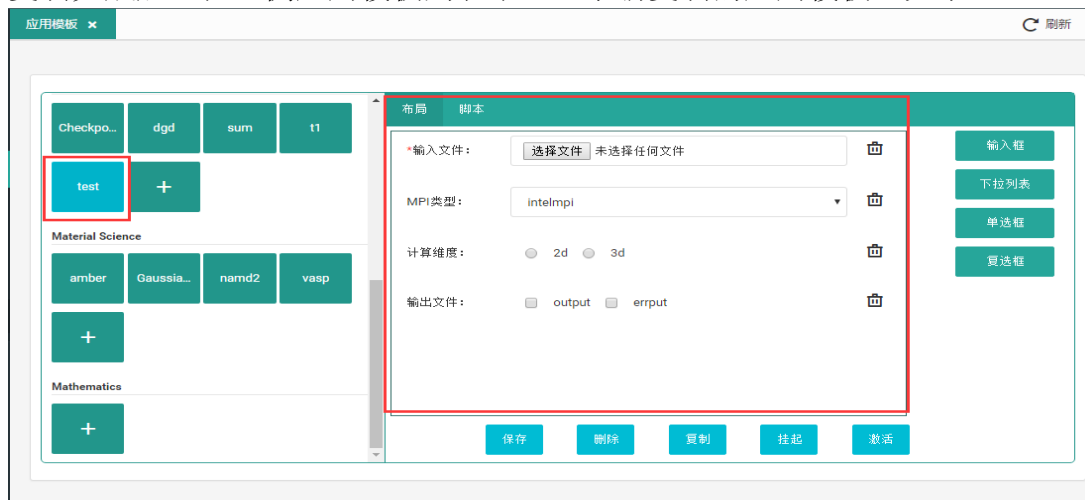 应用模板 ×
刷新
Checkpo...
dgd
sum
t1
test
+
Material Science
amber
Gaussia...
namd2
vasp
+
Mathematics
+
布局
脚本
*输入文件：
选择文件 未选择任何文件
MPI类型：
intelmpi
计算维度：
2d
3d
输出文件：
output
errput
保存
删除
复制
挂起
激活
输入框
下拉列表
单选框
复选框